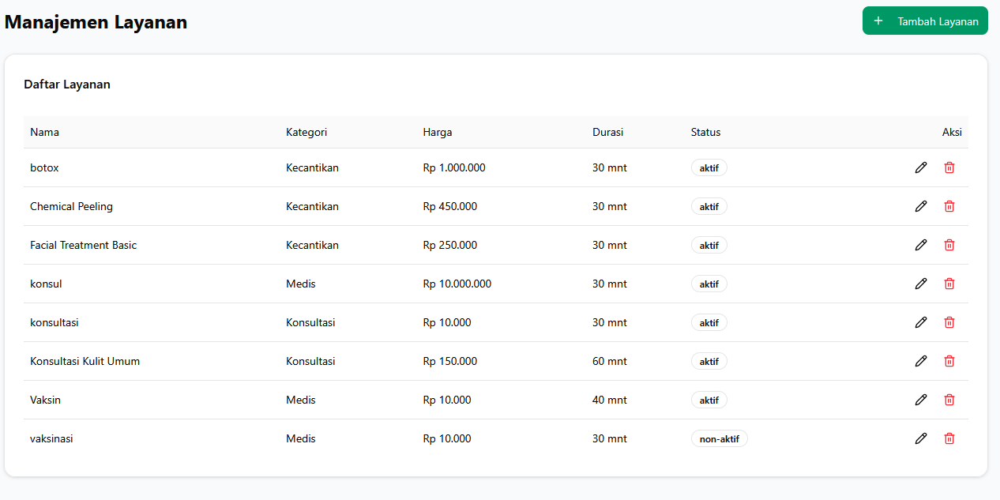 Manajemen Layanan
+ Tambah Layanan
Daftar Layanan
Nama Kategori Harga Durasi Status Aksi
botox Kecantikan Rp 1.000.000 30 mnt aktif
Chemical Peeling Kecantikan Rp 450.000 30 mnt aktif
Facial Treatment Basic Kecantikan Rp 250.000 30 mnt aktif
konsul Medis Rp 10.000.000 30 mnt aktif
konsultasi Konsultasi Rp 10.000 30 mnt aktif
Konsultasi Kulit Umum Konsultasi Rp 150.000 60 mnt aktif
Vaksin Medis Rp 10.000 40 mnt aktif
vaksinasi Medis Rp 10.000 30 mnt non-aktif